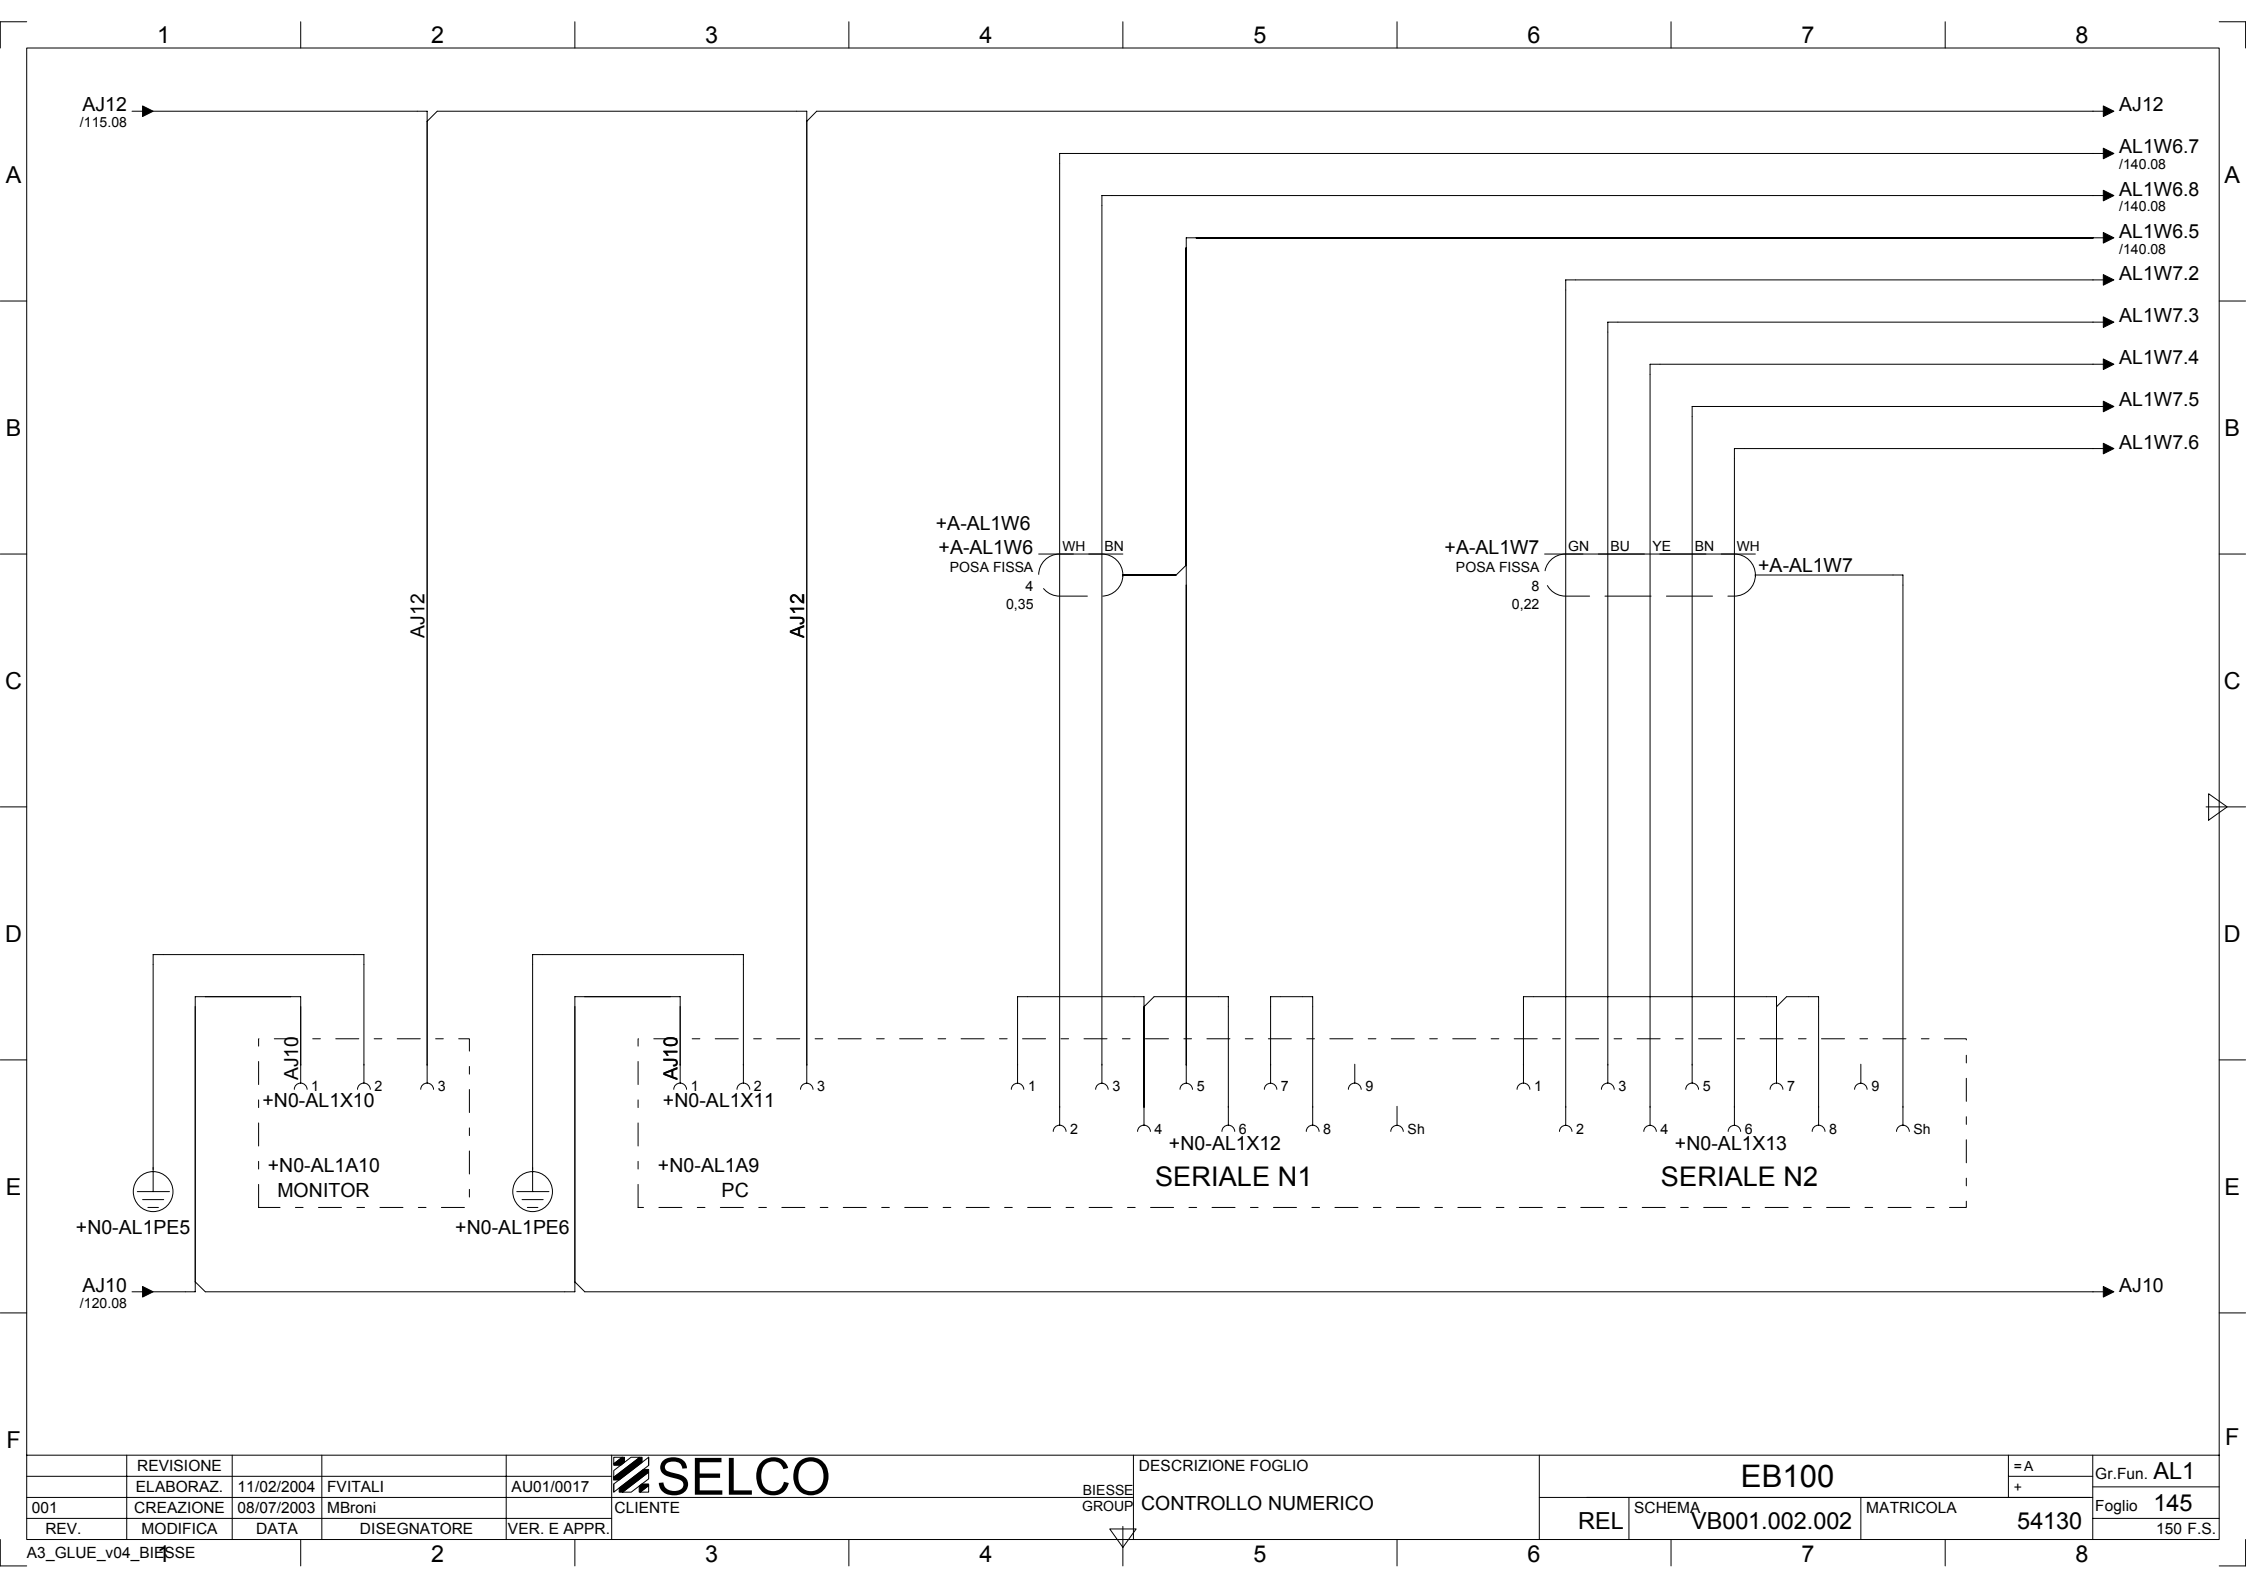 1 2 3 4 5 6 7 8
AJ12 AJ12
/115.08
AL1W6.7
/140.08
A A
AL1W6.8
/140.08
AL1W6.5
/140.08
AL1W7.2
AL1W7.3
AL1W7.4
AL1W7.5
B B
AL1W7.6
+A-AL1W6
+A-AL1W6 WH BN +A-AL1W7 GN BU YE BN WH
POSA FISSA POSA FISSA +A-AL1W7
4 8
0,35 0,22
AJ12 AJ12
C C
D D
AJ10 AJ10
1 2 3 1 2 3 1 3 5 7 9 1 3 5 7 9
+N0-AL1X10 +N0-AL1X11
2 4 6 8 Sh 2 4 6 8 Sh
+N0-AL1X12 +N0-AL1X13
+N0-AL1A10 +N0-AL1A9 SERIALE N1 SERIALE N2
MONITOR PC
E E
+N0-AL1PE5 +N0-AL1PE6
AJ10 AJ10
/120.08
F F
REVISIONE
ELABORAZ. 11/02/2004 FVITALI AU01/0017
001 CREAZIONE 08/07/2003 MBroni
REV. MODIFICA DATA DISEGNATORE VER. E APPR.
SELCO
CLIENTE
BIESSE
GROUP
DESCRIZIONE FOGLIO
CONTROLLO NUMERICO
EB100
REL SCHEMA VB001.002.002 MATRICOLA 54130
=A
+
Gr.Fun. AL1
Foglio 145
150 F.S.
A3_GLUE_v04_BIESSE
1 2 3 4 5 6 7 8